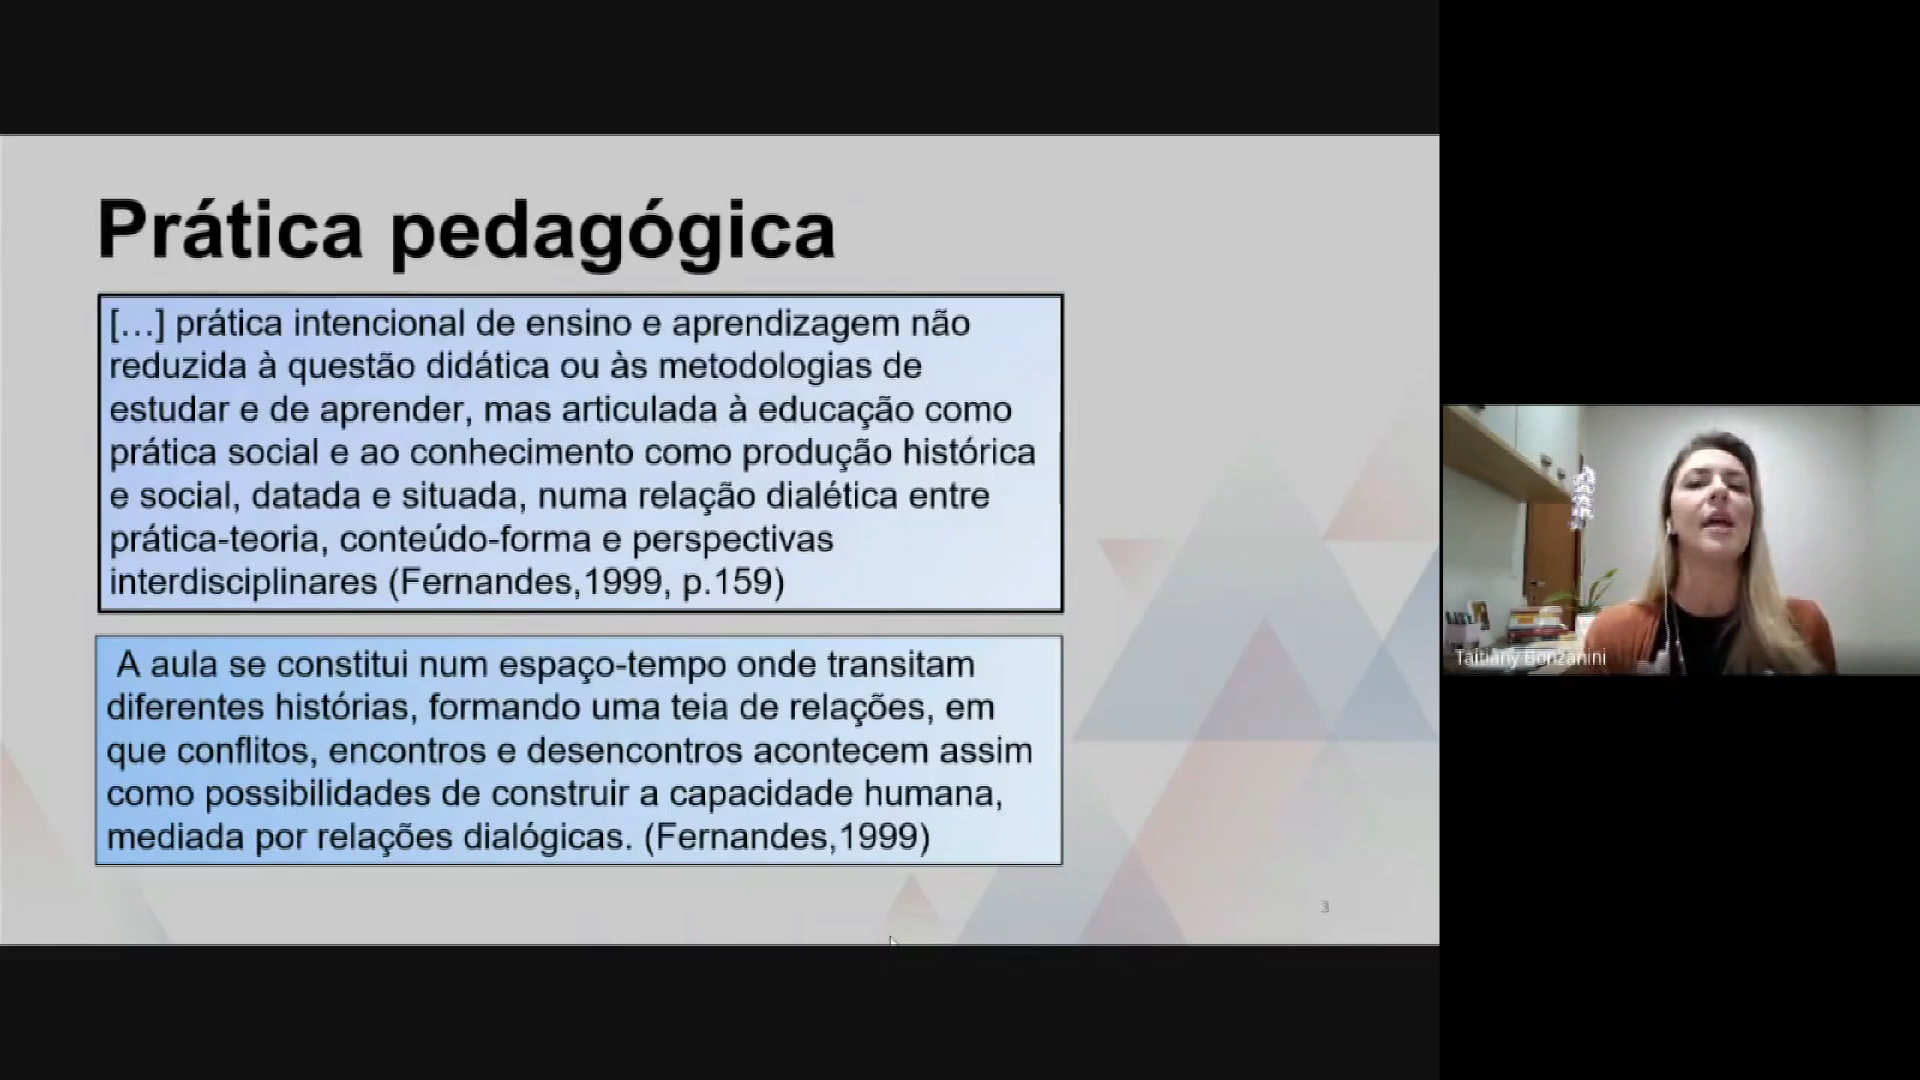 Prática pedagógica
[…] prática intencional de ensino e aprendizagem não
reduzida à questão didática ou às metodologias de
estudar e de aprender, mas articulada à educação como
prática social e ao conhecimento como produção histórica
e social, datada e situada, numa relação dialética entre
prática-teoria, conteúdo-forma e perspectivas
interdisciplinares (Fernandes,1999, p.159)
A aula se constitui num espaço-tempo onde transitam
diferentes histórias, formando uma teia de relações, em
que conflitos, encontros e desencontros acontecem assim
como possibilidades de construir a capacidade humana,
mediada por relações dialógicas. (Fernandes,1999)
3
Taitiany Bonzanini